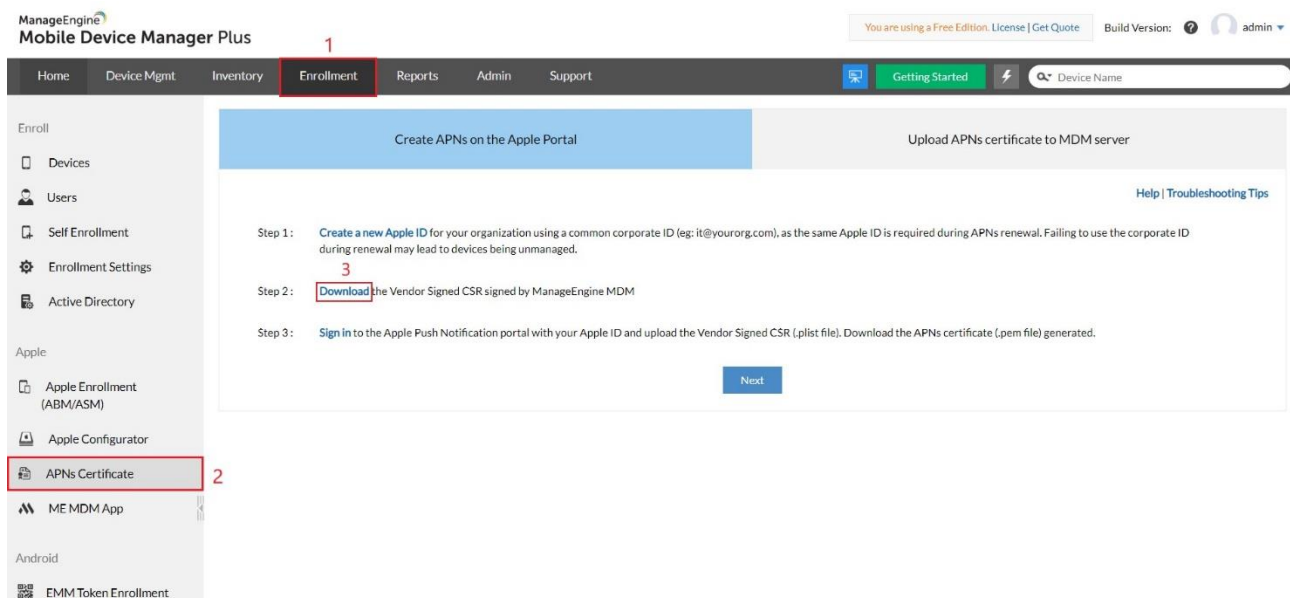 ManageEngine
Mobile Device Manager Plus
You are using a Free Edition. License | Get Quote
Build Version:
admin
1
Home Device Mgmt Inventory Enrollment Reports Admin Support
Getting Started
Device Name
Enroll
Devices
Users
Self Enrollment
Enrollment Settings
Active Directory
Apple
Apple Enrollment
(ABM/ASM)
Apple Configurator
APNs Certificate
2
ME MDM App
Android
EMM Token Enrollment
Create APNs on the Apple Portal
Upload APNs certificate to MDM server
Help | Troubleshooting Tips
Step 1 : Create a new Apple ID for your organization using a common corporate ID (eg: it@yourorg.com), as the same Apple ID is required during APNs renewal. Failing to use the corporate ID
during renewal may lead to devices being unmanaged.
3
Step 2 : Download the Vendor Signed CSR signed by ManageEngine MDM
Step 3 : Sign in to the Apple Push Notification portal with your Apple ID and upload the Vendor Signed CSR (.plist file). Download the APNs certificate (.pem file) generated.
Next